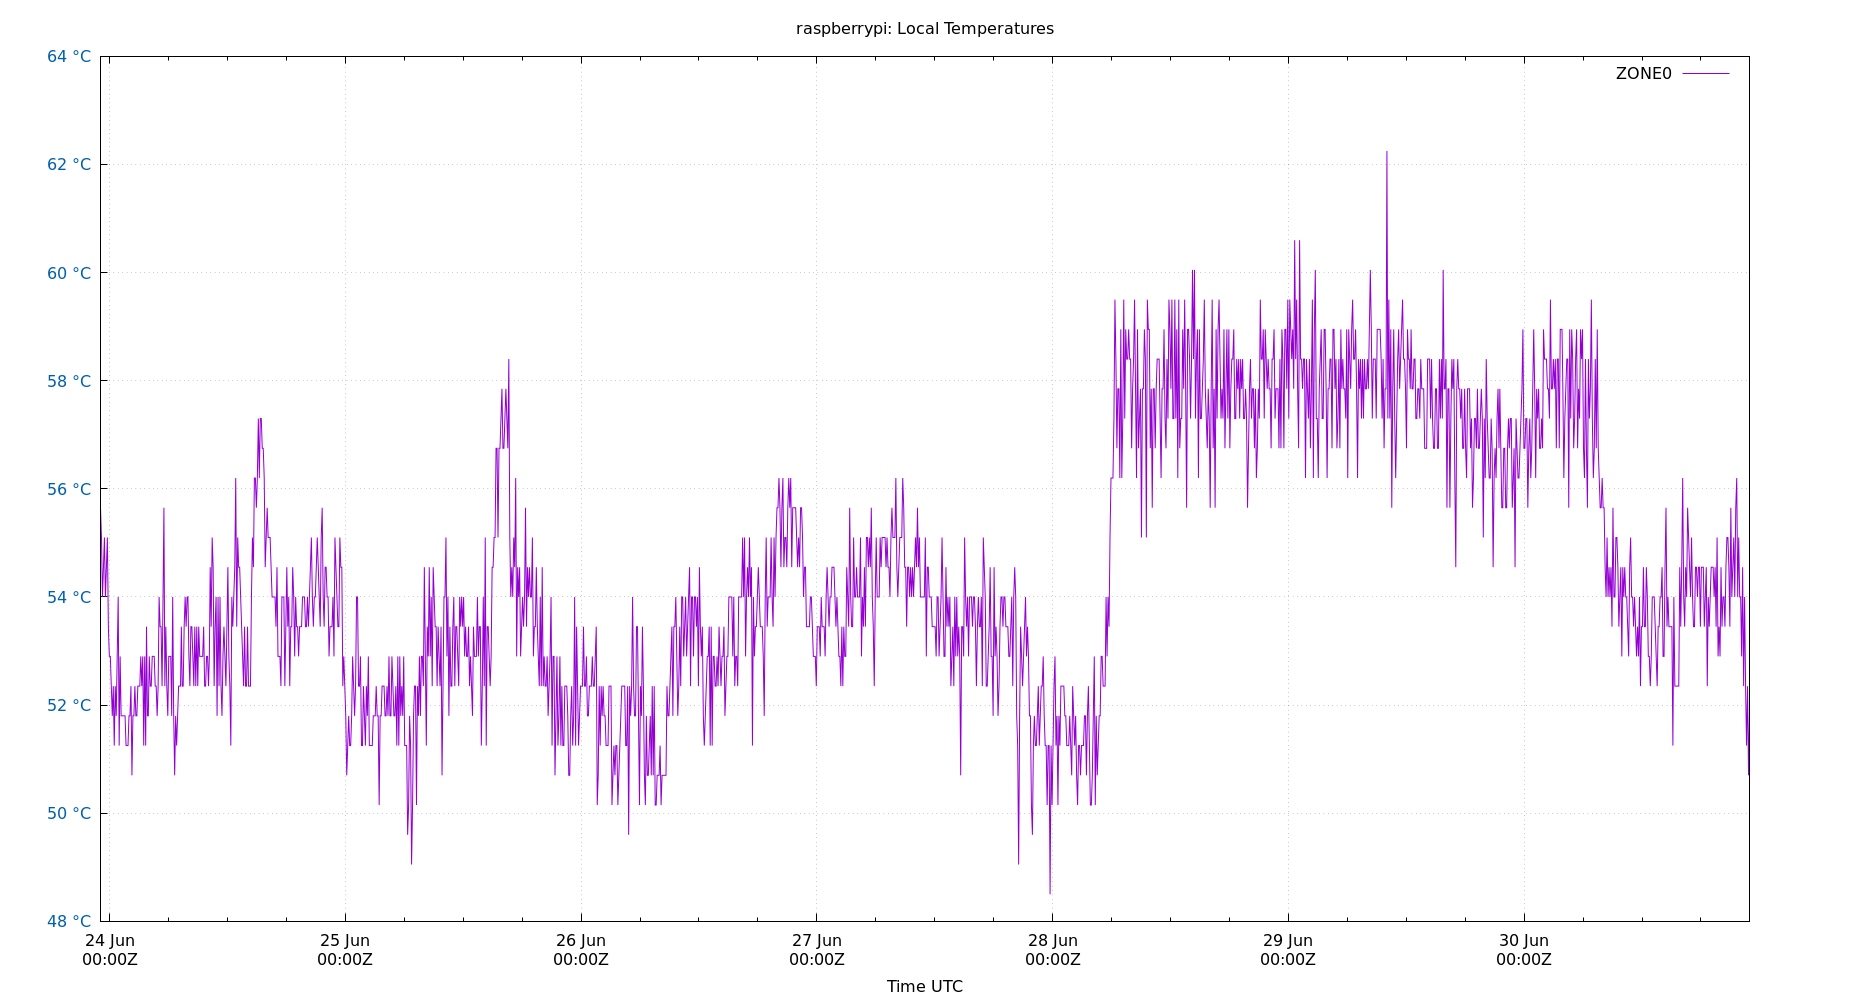 raspberrypi: Local Temperatures
64 °C
ZONE0
62 °C
60 °C
58 °C
56 °C
54 °C
52 °C
50 °C
48 °C
24 Jun 25 Jun 26 Jun 27 Jun 28 Jun 29 Jun 30 Jun
00:00Z 00:00Z 00:00Z 00:00Z 00:00Z 00:00Z 00:00Z
Time UTC